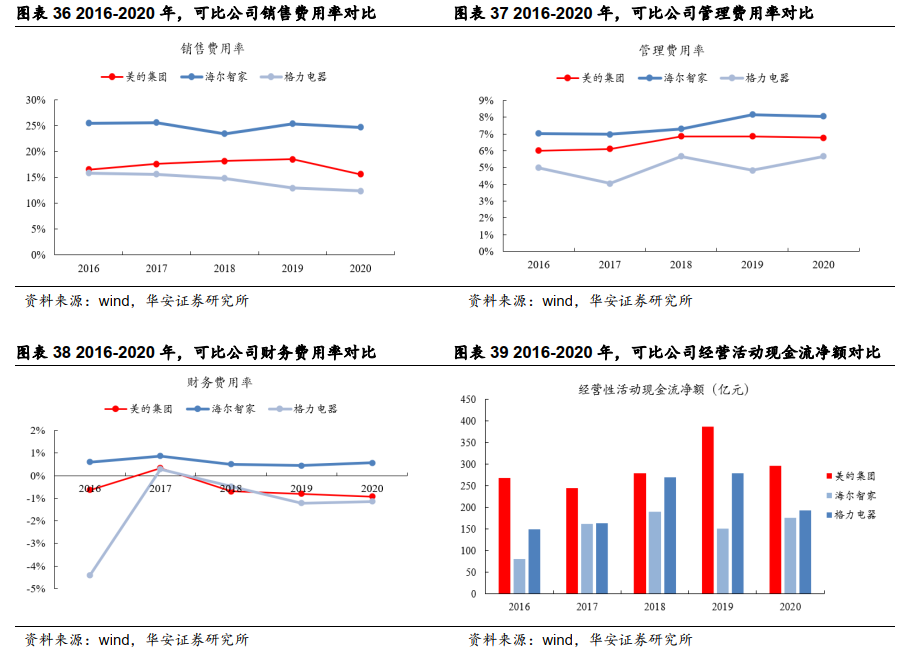 图表 36 2016-2020 年，可比公司销售费用率对比
销售费用率
美的集团 海尔智家 格力电器
30%
25%
20%
15%
10%
5%
0%
2016 2017 2018 2019 2020
资料来源：wind，华安证券研究所
图表 37 2016-2020 年，可比公司管理费用率对比
管理费用率
美的集团 海尔智家 格力电器
9%
8%
7%
6%
5%
4%
3%
2%
1%
0%
2016 2017 2018 2019 2020
资料来源：wind，华安证券研究所
图表 38 2016-2020 年，可比公司财务费用率对比
财务费用率
美的集团 海尔智家 格力电器
2%
1%
0%
-1%
-2%
-3%
-4%
-5%
2016 2017 2018 2019 2020
资料来源：wind，华安证券研究所
图表 39 2016-2020 年，可比公司经营活动现金流净额对比
经营性活动现金流净额（亿元）
450
400
350
300
250
200
150
100
50
0
2016 2017 2018 2019 2020
美的集团
海尔智家
格力电器
资料来源：wind，华安证券研究所